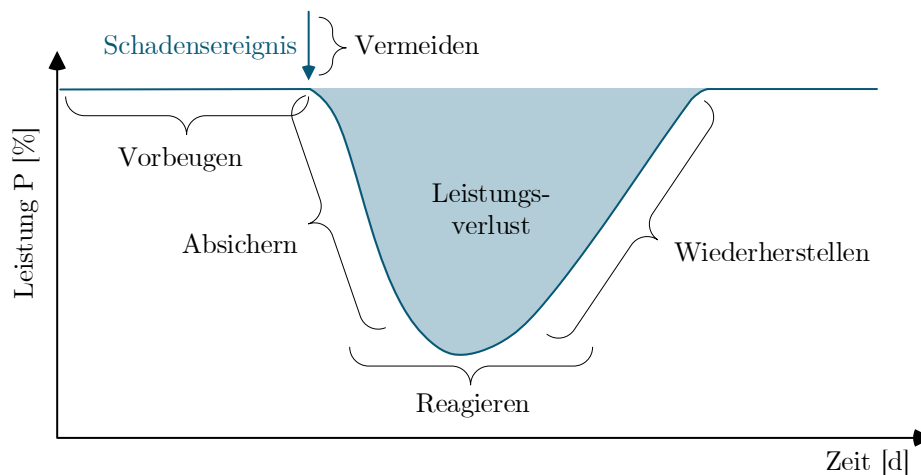 Schadensereignis
Vermeiden
Leistung P [%]
Vorbeugen
Leistungs-
verlust
Absichern
Wiederherstellen
Reagieren
Zeit [d]